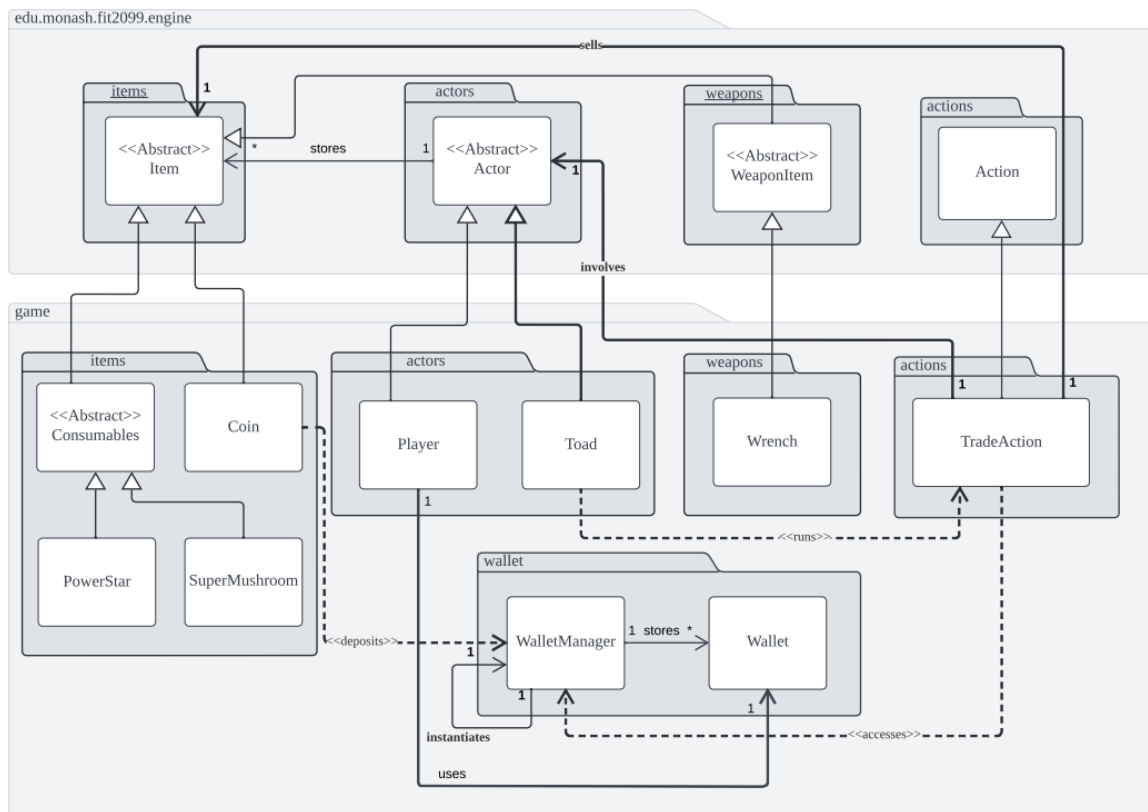 edu.monash.fit2099.engine
sells
items
actors
weapons
actions
1
<<Abstract>>
Item
*
stores
1
<<Abstract>>
Actor
1
<<Abstract>>
WeaponItem
Action
involves
game
items
actors
weapons
actions
<<Abstract>>
Consumables
Coin
Player
Toad
Wrench
1
1
TradeAction
1
<<runs>>
PowerStar
SuperMushroom
wallet
<<deposits>>
WalletManager
1 stores *
Wallet
1
1
1
instantiates
<<accesses>>
uses